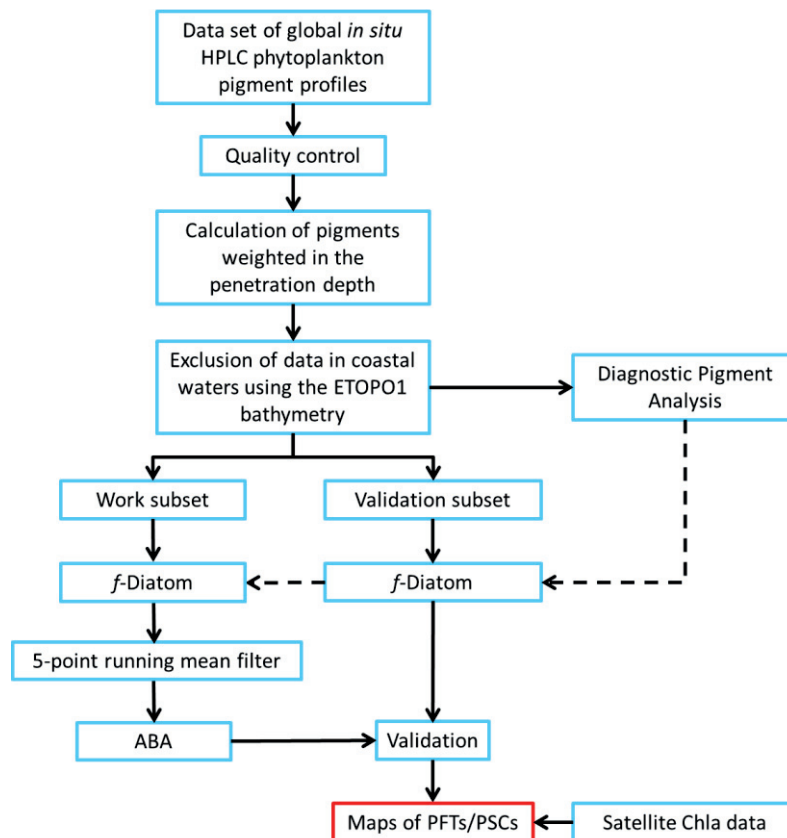 Data set of global in situ
HPLC phytoplankton
pigment profiles
Quality control
Calculation of pigments
weighted in the
penetration depth
Exclusion of data in coastal
waters using the ETOPO1
bathymetry
Diagnostic Pigment
Analysis
Work subset
Validation subset
f-Diatom
f-Diatom
5-point running mean filter
ABA
Validation
Maps of PFTs/PSCs
Satellite Chla data